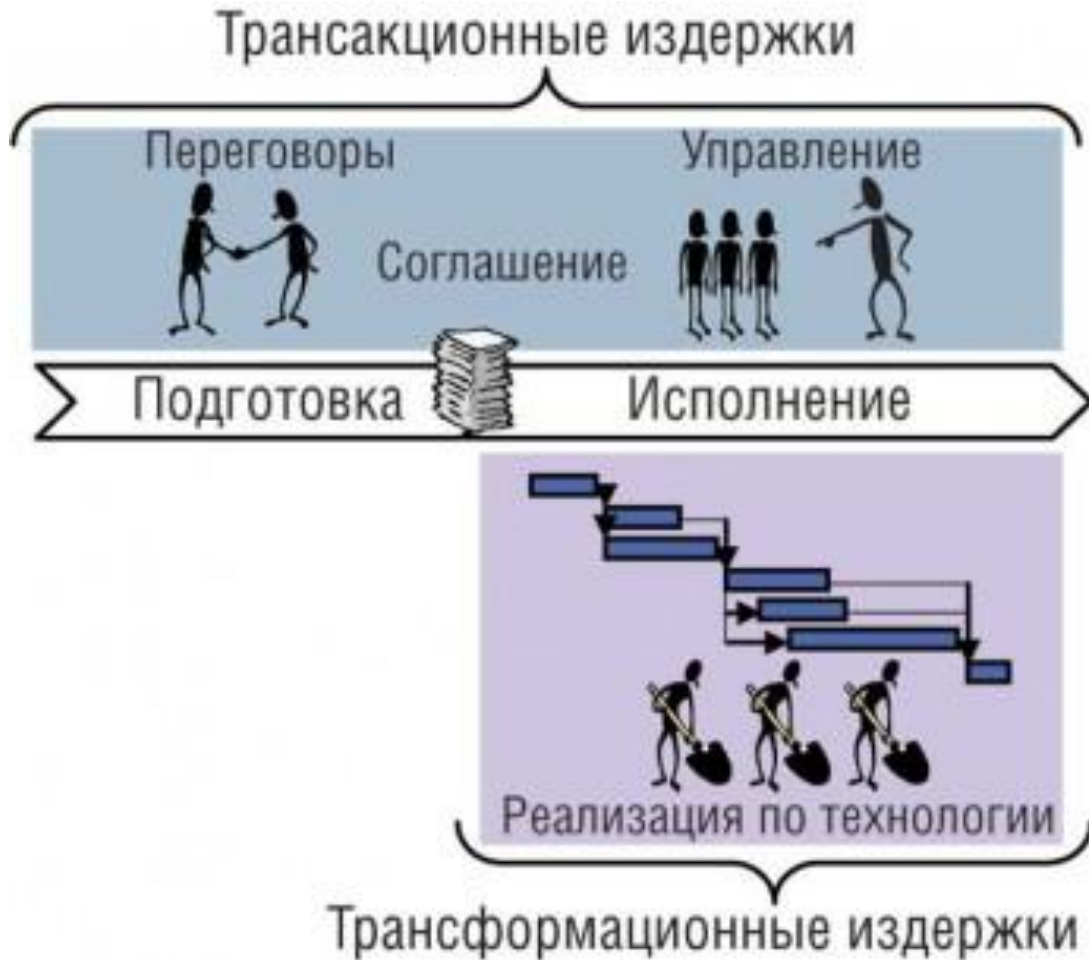 Трансакционные издержки
Переговоры
Управление
Соглашение
Подготовка
Исполнение
Реализация по технологии
Трансформационные издержки